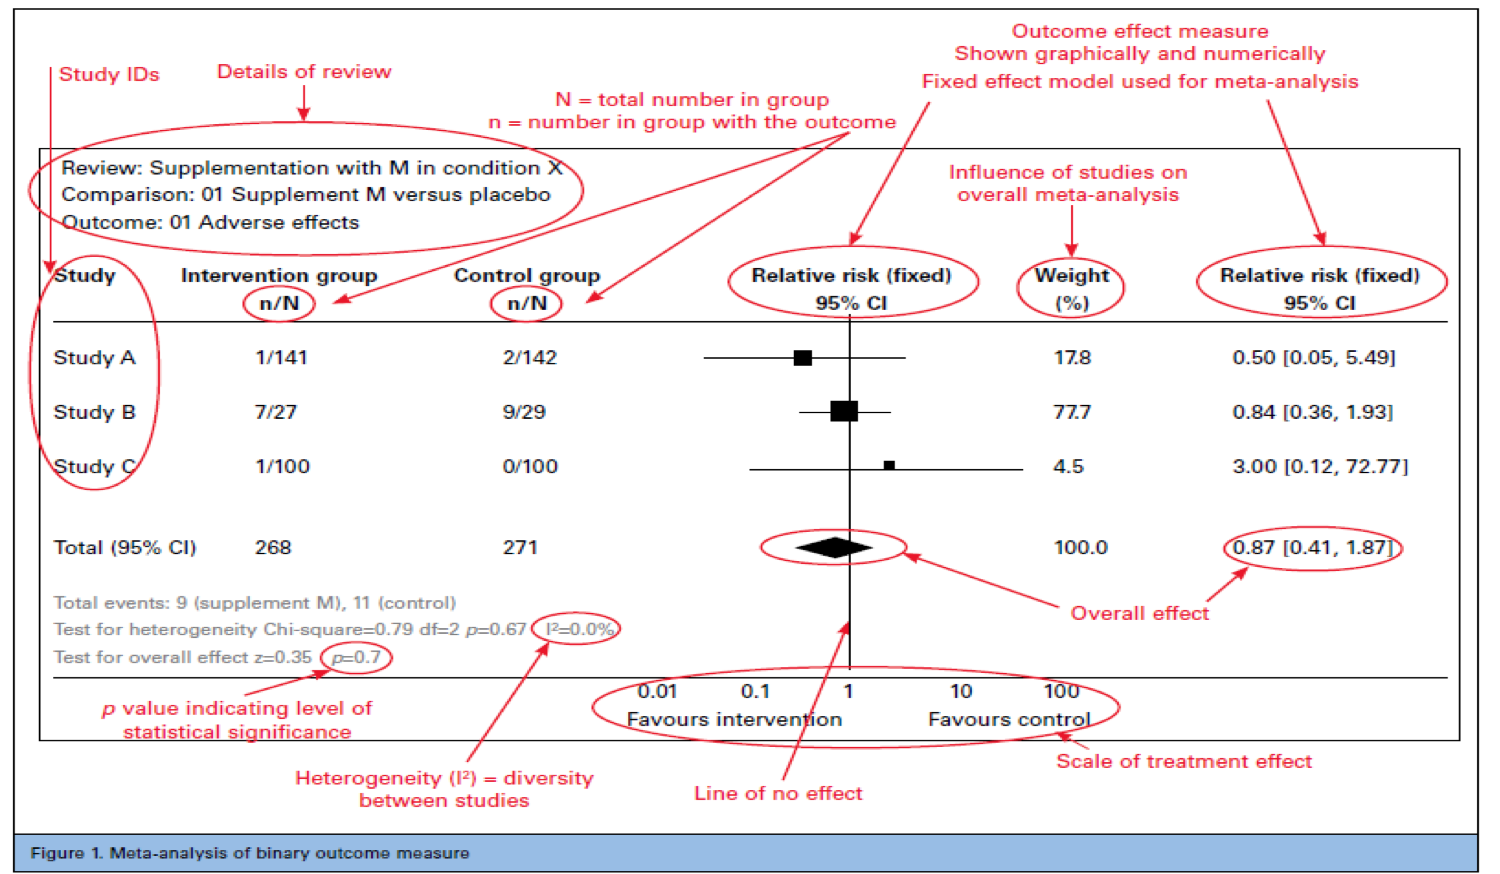 Outcome effect measure
Shown graphically and numerically
Fixed effect model used for meta-analysis
Study IDs
Details of review
N = total number in group
n = number in group with the outcome
Influence of studies on
overall meta-analysis
Review: Supplementation with M in condition X
Comparison: 01 Supplement M versus placebo
Outcome: 01 Adverse effects
Study Intervention group Control group Relative risk (fixed) Weight Relative risk (fixed)
n/N n/N 95% CI (%) 95% CI
Study A 1/141 2/142 17.8 0.50 [0.05, 5.49]
Study B 7/27 9/29 77.7 0.84 [0.36, 1.93]
Study C 1/100 0/100 4.5 3.00 [0.12, 72.77]
Total (95% CI) 268 271 100.0 0.87 [0.41, 1.87]
Total events: 9 (supplement M), 11 (control)
Test for heterogeneity Chi-square=0.79 df=2 p=0.67 I²=0.0%
Test for overall effect z=0.35 p=0.7
Overall effect
0.01 0.1 1 10 100
Favours intervention Favours control
p value indicating level of
statistical significance
Heterogeneity (I²) = diversity
between studies
Line of no effect
Scale of treatment effect
Figure 1. Meta-analysis of binary outcome measure